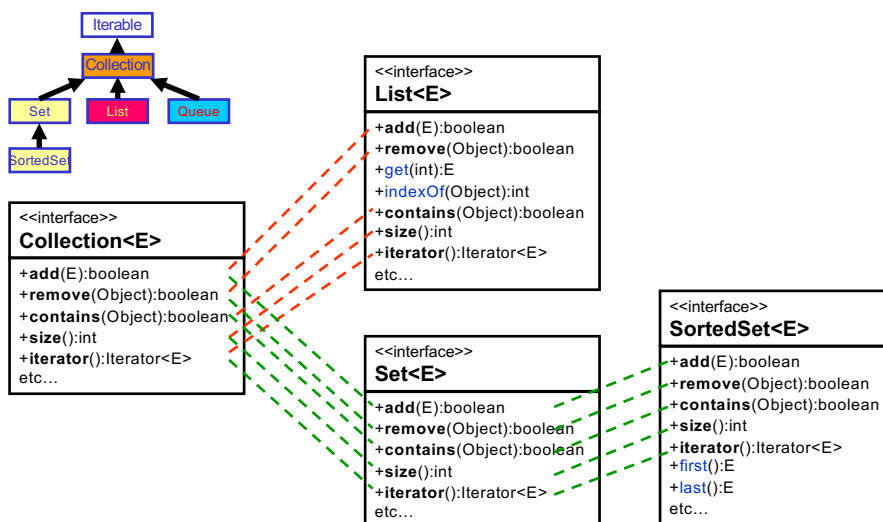 Iterable
Collection
Set
List
Queue
SortedSet
<<interface>>
List<E>
+add(E):boolean
+remove(Object):boolean
+get(int):E
+indexOf(Object):int
+contains(Object):boolean
+size():int
+iterator():Iterator<E>
etc…
<<interface>>
Collection<E>
+add(E):boolean
+remove(Object):boolean
+contains(Object):boolean
+size():int
+iterator():Iterator<E>
etc…
<<interface>>
Set<E>
+add(E):boolean
+remove(Object):boolean
+contains(Object):boolean
+size():int
+iterator():Iterator<E>
etc…
<<interface>>
SortedSet<E>
+add(E):boolean
+remove(Object):boolean
+contains(Object):boolean
+size():int
+iterator():Iterator<E>
+first():E
+last():E
etc…